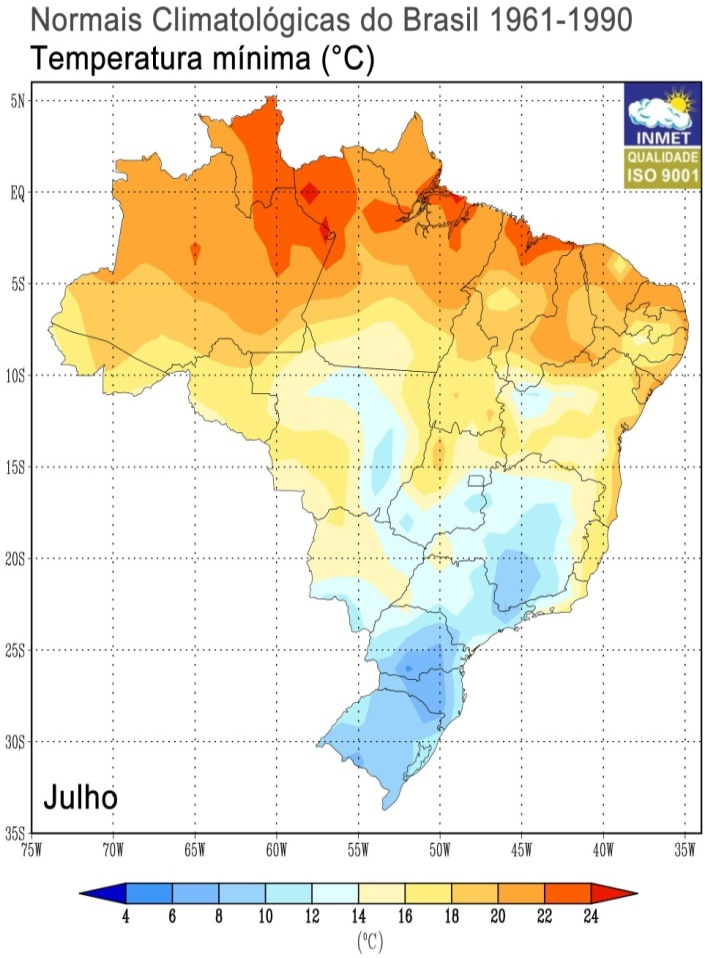 Normais Climatológicas do Brasil 1961-1990
Temperatura mínima (°C)
INMET
QUALIDADE
ISO 9001
5N
EQ
5S
10S
15S
20S
25S
30S
35S
Julho
75W 70W 65W 60W 55W 50W 45W 40W 35W
4 6 8 10 12 14 16 18 20 22 24
(°C)